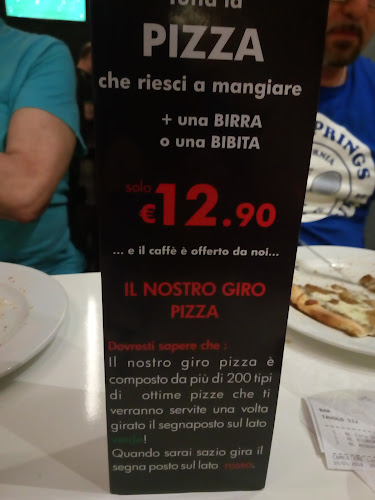 tutta la
PIZZA
che riesci a mangiare
+ una BIRRA
o una BIBITA
solo
€12.90
... e il caffè è offerto da noi...
IL NOSTRO GIRO
PIZZA
Dovresti sapere che :
Il nostro giro pizza è
composto da più di 200 tipi
di ottime pizze che ti
verranno servite una volta
girato il segnaposto sul lato
verde!
Quando sarai sazio gira il
segna posto sul lato rosso.
PRINGS